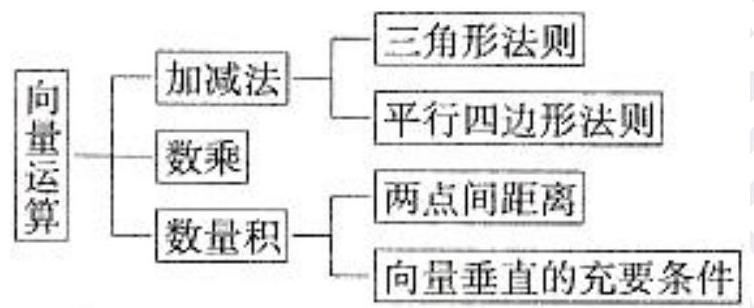 向量运算
加减法
三角形法则
平行四边形法则
数乘
数量积
两点间距离
向量垂直的充要条件